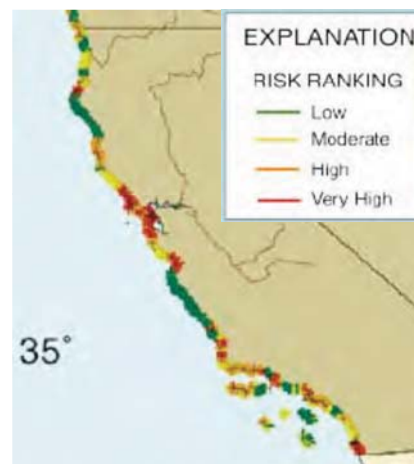 EXPLANATION
RISK RANKING
Low
Moderate
High
Very High
35°